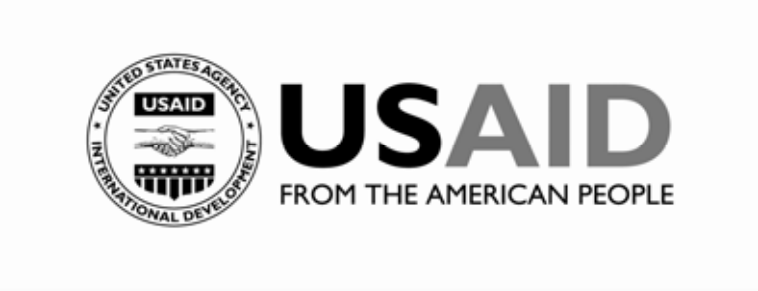 UNITED STATES AGENCY
USAID
INTERNATIONAL DEVELOPMENT
USAID
FROM THE AMERICAN PEOPLE